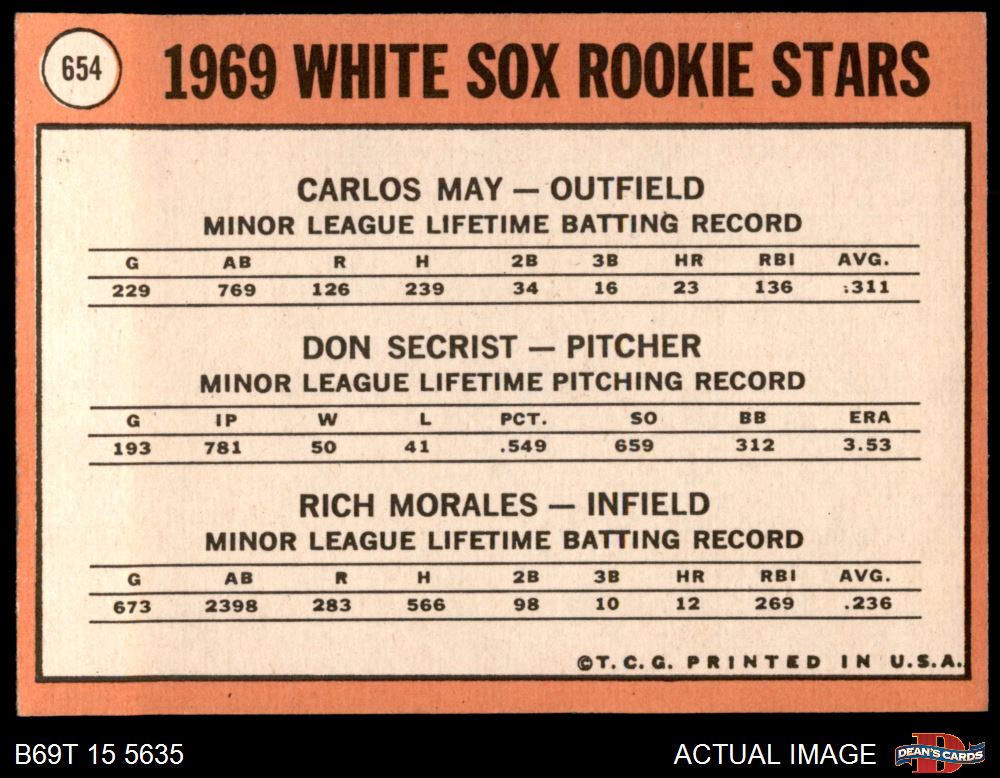 654
1969 WHITE SOX ROOKIE STARS
CARLOS MAY — OUTFIELD
MINOR LEAGUE LIFETIME BATTING RECORD
G AB R H 2B 3B HR RBI AVG.
229 769 126 239 34 16 23 136 .311
DON SECRIST — PITCHER
MINOR LEAGUE LIFETIME PITCHING RECORD
G IP W L PCT. SO BB ERA
193 781 50 41 .549 659 312 3.53
RICH MORALES — INFIELD
MINOR LEAGUE LIFETIME BATTING RECORD
G AB R H 2B 3B HR RBI AVG.
673 2398 283 566 98 10 12 269 .236
©T.C.G. PRINTED IN U.S.A.
B69T 15 5635
ACTUAL IMAGE
D
DEAN'S CARDS